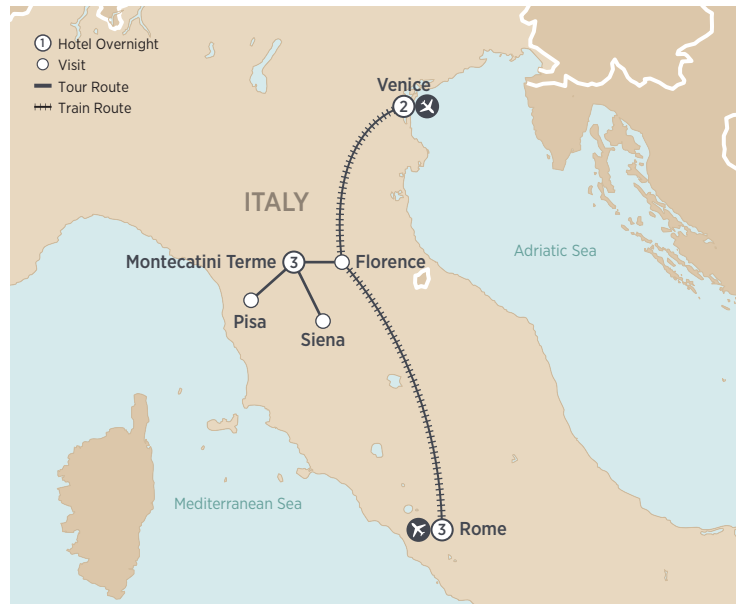 1 Hotel Overnight
Visit
Tour Route
Train Route
Venice
2
ITALY
Adriatic Sea
Montecatini Terme 3 Florence
Pisa
Siena
Mediterranean Sea
3 Rome